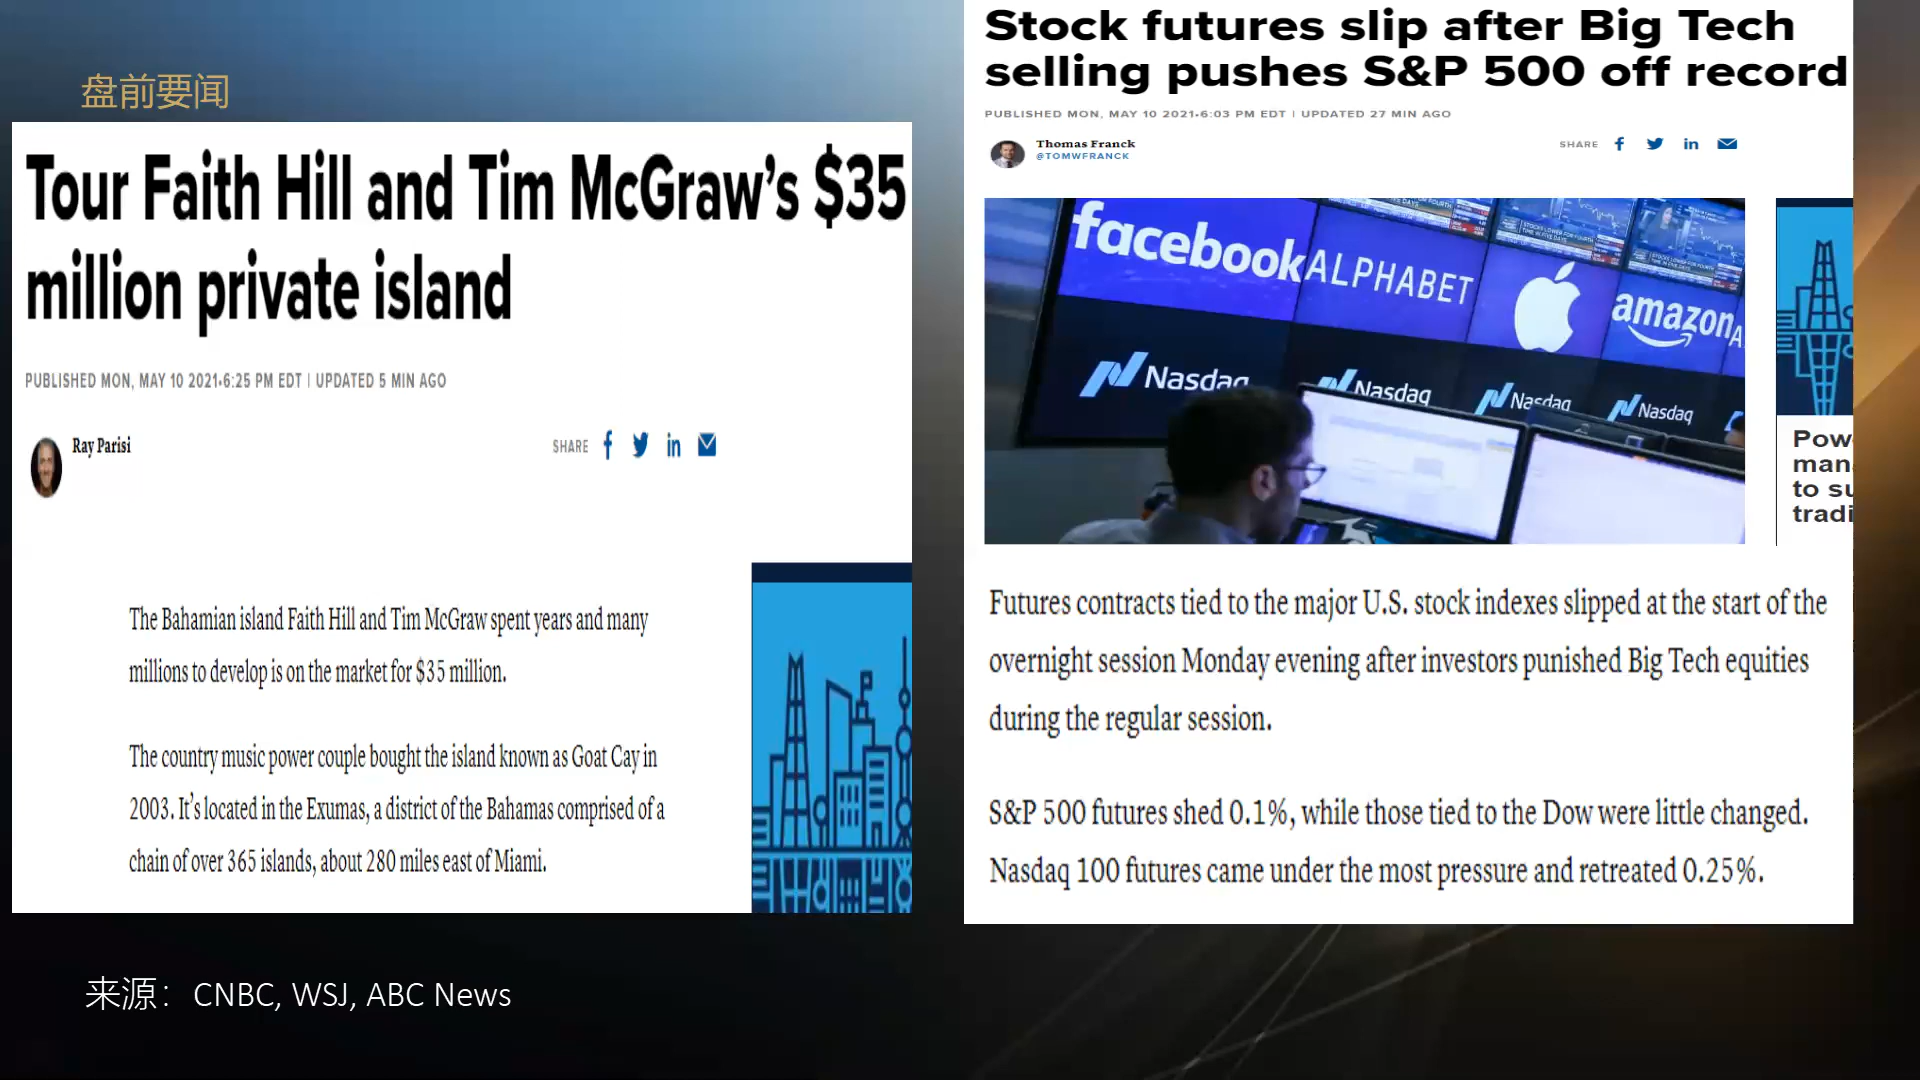 盘前要闻
Tour Faith Hill and Tim McGraw’s $35
million private island
PUBLISHED MON, MAY 10 2021•6:25 PM EDT | UPDATED 5 MIN AGO
Ray Parisi
SHARE
The Bahamian island Faith Hill and Tim McGraw spent years and many
millions to develop is on the market for $35 million.
The country music power couple bought the island known as Goat Cay in
2003. It’s located in the Exumas, a district of the Bahamas comprised of a
chain of over 365 islands, about 280 miles east of Miami.
Stock futures slip after Big Tech
selling pushes S&P 500 off record
PUBLISHED MON, MAY 10 2021•6:03 PM EDT | UPDATED 27 MIN AGO
Thomas Franck
@TOMWFRANCK
SHARE
facebook ALPHABET amazon
Nasdaq Nasdaq Nasdaq Nasdaq
Pow
man
to su
tradi
Futures contracts tied to the major U.S. stock indexes slipped at the start of the
overnight session Monday evening after investors punished Big Tech equities
during the regular session.
S&P 500 futures shed 0.1%, while those tied to the Dow were little changed.
Nasdaq 100 futures came under the most pressure and retreated 0.25%.
来源：CNBC, WSJ, ABC News